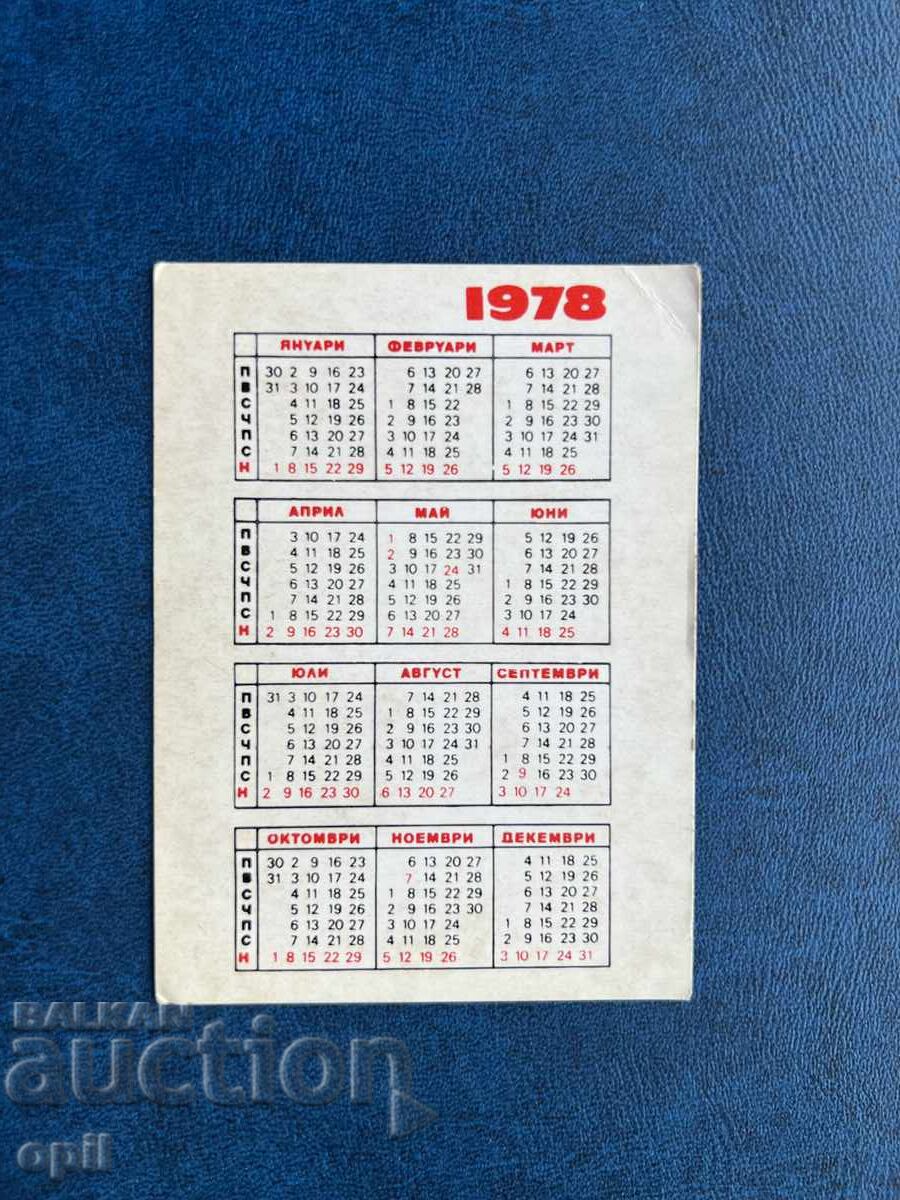 1978
ЯНУАРИ ФЕВРУАРИ МАРТ
П 30 2 9 16 23 6 13 20 27 6 13 20 27
В 31 3 10 17 24 7 14 21 28 7 14 21 28
С 4 11 18 25 1 8 15 22 1 8 15 22 29
Ч 5 12 19 26 2 9 16 23 2 9 16 23 30
П 6 13 20 27 3 10 17 24 3 10 17 24 31
С 7 14 21 28 4 11 18 25 4 11 18 25
Н 1 8 15 22 29 5 12 19 26 5 12 19 26
АПРИЛ МАЙ ЮНИ
П 3 10 17 24 1 8 15 22 29 5 12 19 26
В 4 11 18 25 2 9 16 23 30 6 13 20 27
С 5 12 19 26 3 10 17 24 31 7 14 21 28
Ч 6 13 20 27 4 11 18 25 1 8 15 22 29
П 7 14 21 28 5 12 19 26 2 9 16 23 30
С 1 8 15 22 29 6 13 20 27 3 10 17 24
Н 2 9 16 23 30 7 14 21 28 4 11 18 25
ЮЛИ АВГУСТ СЕПТЕМВРИ
П 31 3 10 17 24 7 14 21 28 4 11 18 25
В 4 11 18 25 1 8 15 22 29 5 12 19 26
С 5 12 19 26 2 9 16 23 30 6 13 20 27
Ч 6 13 20 27 3 10 17 24 31 7 14 21 28
П 7 14 21 28 4 11 18 25 1 8 15 22 29
С 1 8 15 22 29 5 12 19 26 2 9 16 23 30
Н 2 9 16 23 30 6 13 20 27 3 10 17 24
ОКТОМВРИ НОЕМВРИ ДЕКЕМВРИ
П 30 2 9 16 23 6 13 20 27 4 11 18 25
В 31 3 10 17 24 7 14 21 28 5 12 19 26
С 4 11 18 25 1 8 15 22 29 6 13 20 27
Ч 5 12 19 26 2 9 16 23 30 7 14 21 28
П 6 13 20 27 3 10 17 24 1 8 15 22 29
С 7 14 21 28 4 11 18 25 2 9 16 23 30
Н 1 8 15 22 29 5 12 19 26 3 10 17 24 31
BALKAN
auction
opil